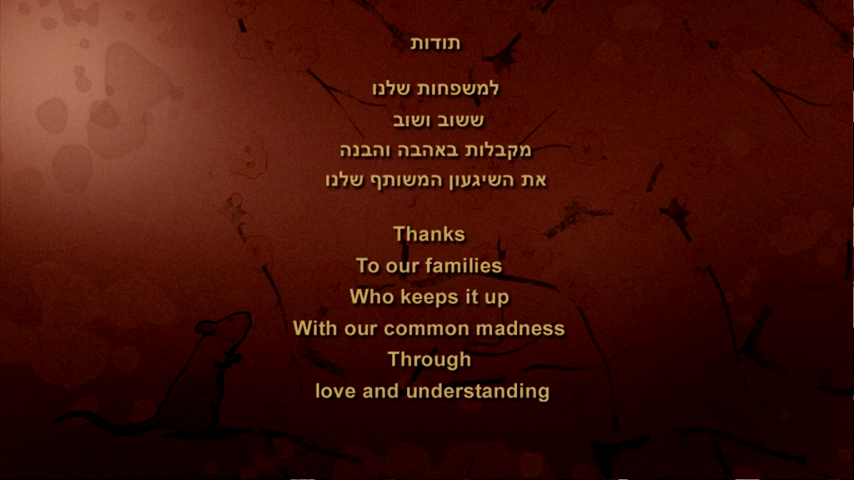 תודות
למשפחות שלנו
ששוב ושוב
מקבלות באהבה והבנה
את השיגעון המשותף שלנו
Thanks
To our families
Who keeps it up
With our common madness
Through
love and understanding